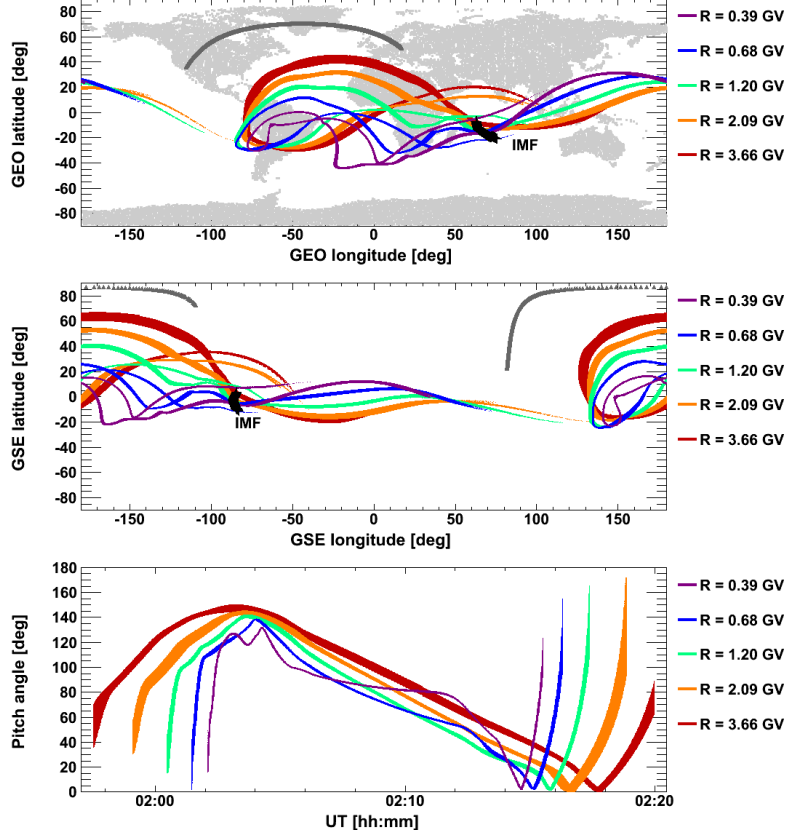 GEO latitude [deg]
80
60
40
20
0
-20
-40
-60
-80
IMF
-150 -100 -50 0 50 100 150
GEO longitude [deg]
R = 0.39 GV
R = 0.68 GV
R = 1.20 GV
R = 2.09 GV
R = 3.66 GV
GSE latitude [deg]
80
60
40
20
0
-20
-40
-60
-80
IMF
-150 -100 -50 0 50 100 150
GSE longitude [deg]
R = 0.39 GV
R = 0.68 GV
R = 1.20 GV
R = 2.09 GV
R = 3.66 GV
Pitch angle [deg]
180
160
140
120
100
80
60
40
20
0
02:00 02:10 02:20
UT [hh:mm]
R = 0.39 GV
R = 0.68 GV
R = 1.20 GV
R = 2.09 GV
R = 3.66 GV